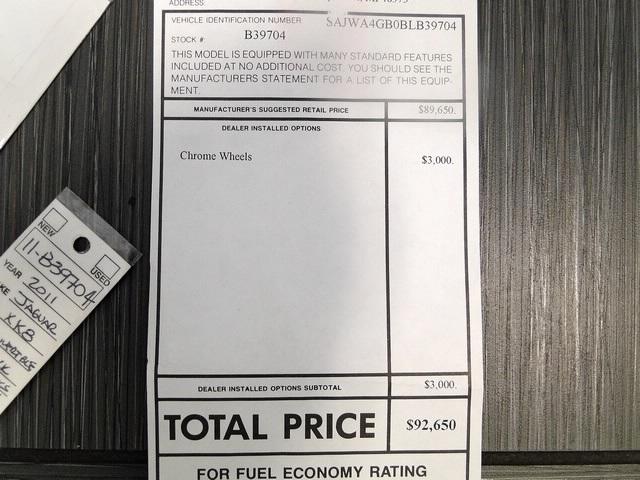 ADDRESS:
VEHICLE IDENTIFICATION NUMBER SAJWA4GB0BLB39704
STOCK #: B39704
THIS MODEL IS EQUIPPED WITH MANY STANDARD FEATURES
INCLUDED AT NO ADDITIONAL COST. YOU SHOULD SEE THE
MANUFACTURERS STATEMENT FOR A LIST OF THIS EQUIP-
MENT.
MANUFACTURER'S SUGGESTED RETAIL PRICE $89,650.
DEALER INSTALLED OPTIONS
Chrome Wheels $3,000.
DEALER INSTALLED OPTIONS SUBTOTAL $3,000.
TOTAL PRICE $92,650
FOR FUEL ECONOMY RATING
NEW
USED
11-B39704
YEAR 2011
KE JAGUAR
XK8